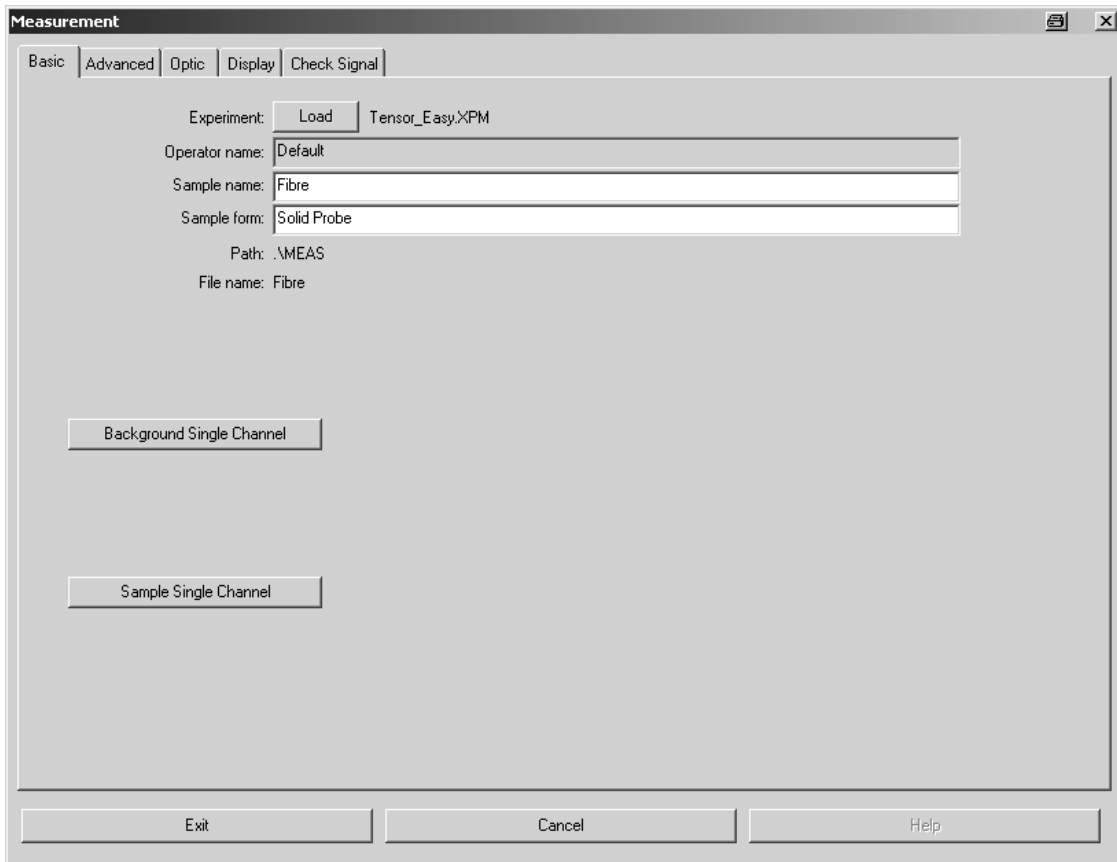 Measurement
Basic Advanced Optic Display Check Signal
Experiment: Load Tensor_Easy.XPM
Operator name: Default
Sample name: Fibre
Sample form: Solid Probe
Path: .\MEAS
File name: Fibre
Background Single Channel
Sample Single Channel
Exit Cancel Help